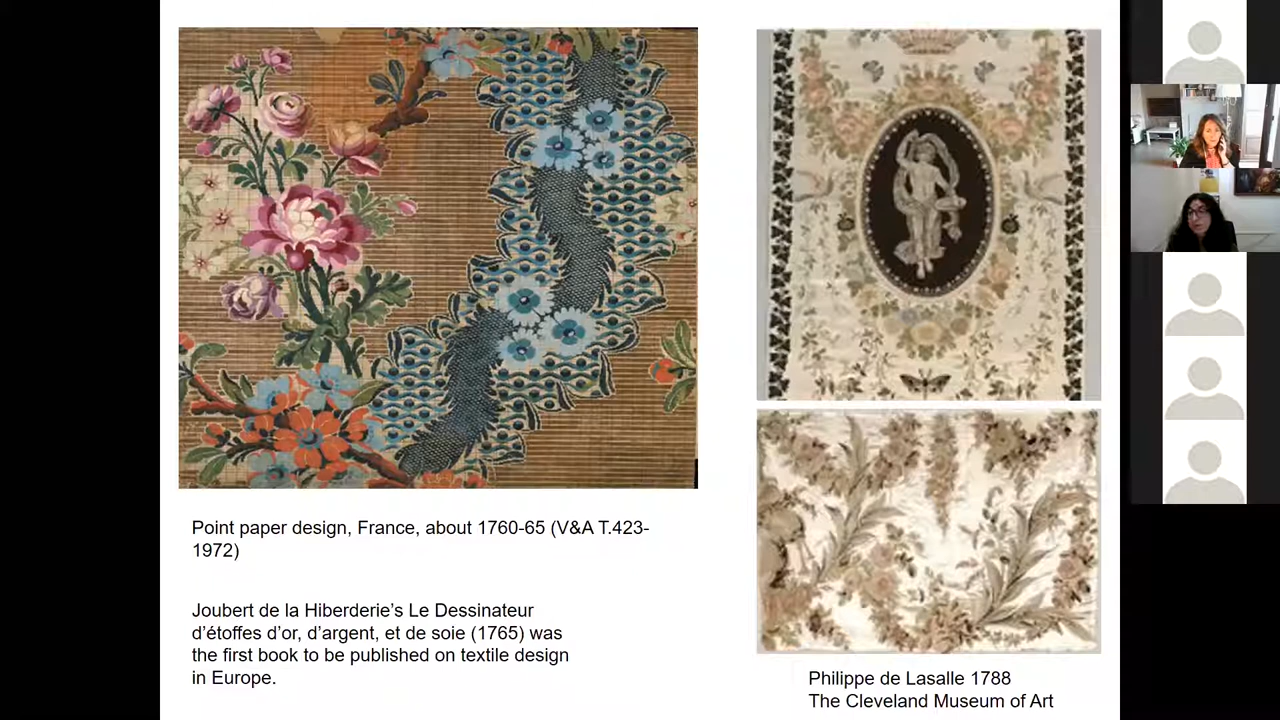 Point paper design, France, about 1760-65 (V&A T.423-
1972)
Joubert de la Hiberderie’s Le Dessinateur
d’étoffes d’or, d’argent, et de soie (1765) was
the first book to be published on textile design
in Europe.
Philippe de Lasalle 1788
The Cleveland Museum of Art